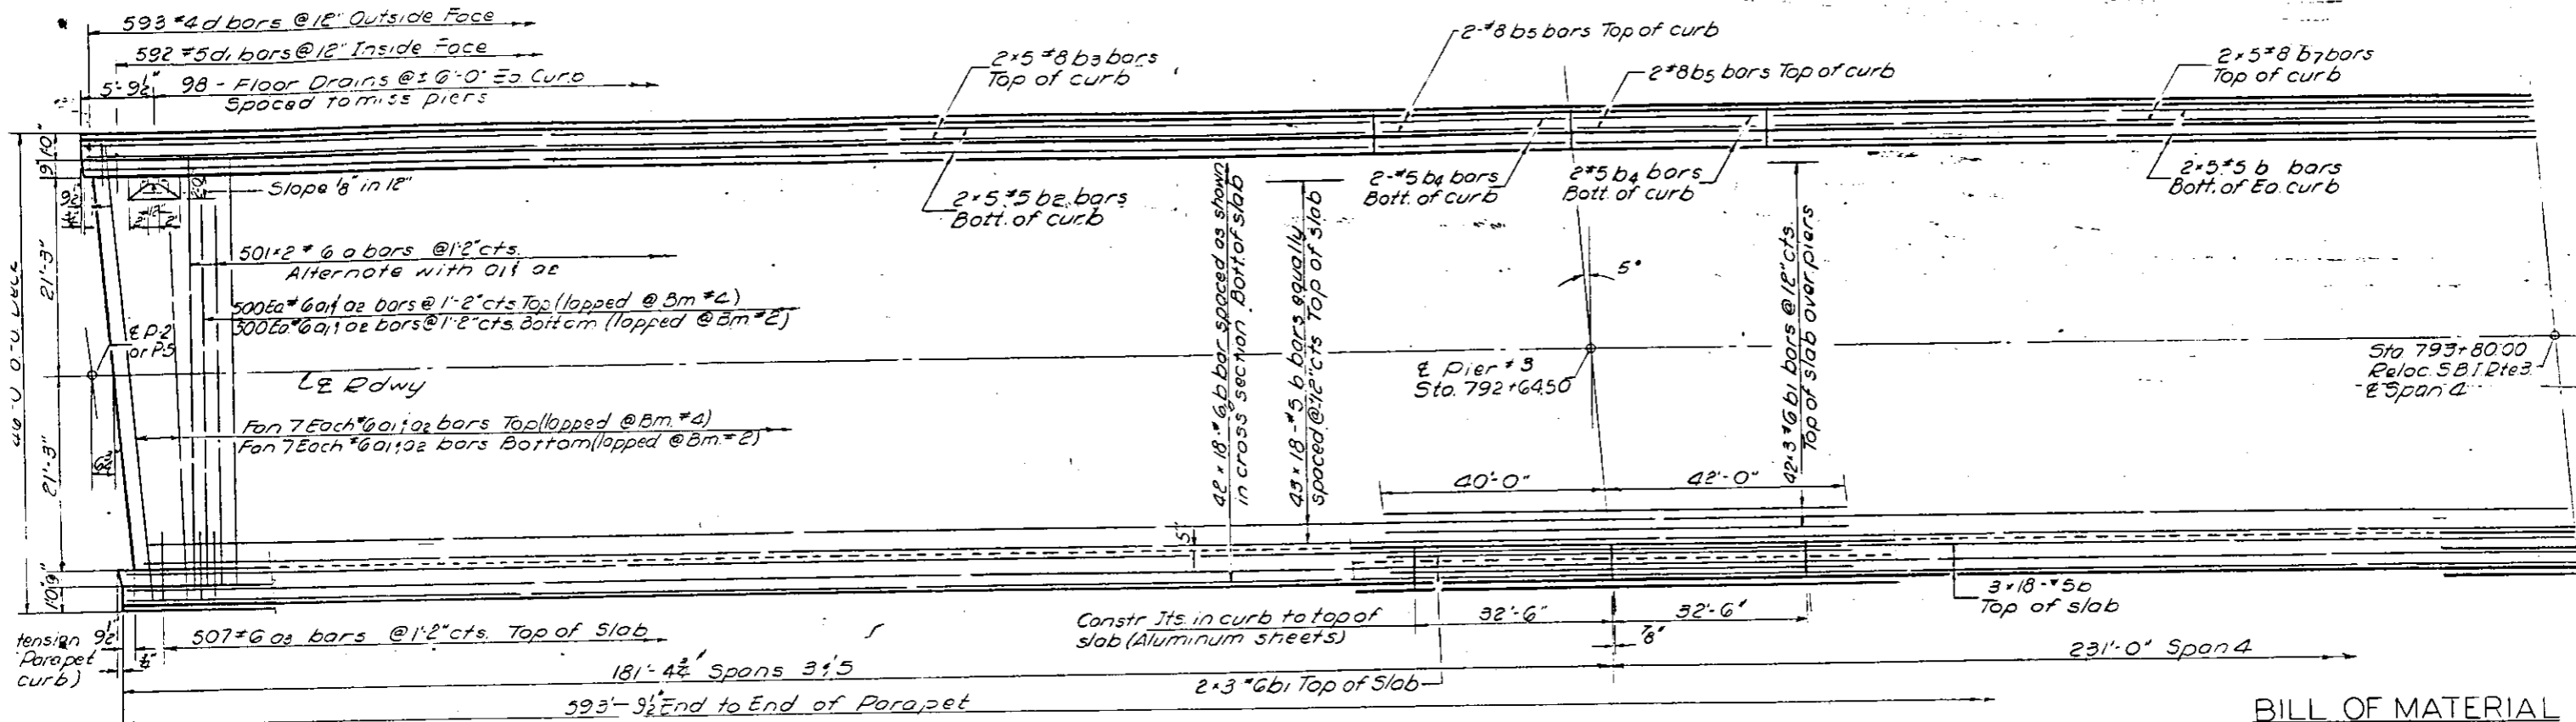 593 #4 d bars @ 12" Outside Face
592 #5 d1 bars @ 12" Inside Face
5'-9½"
98 - Floor Drains @ ± 6'-0" Ea. Curb
Spaced to miss piers
2×5 #8 b3 bars
Top of curb
2-#8 b5 bars Top of curb
2#8 b5 bars Top of curb
2×5 #8 b7 bars
Top of curb
10"
9"
Slope ⅛" in 12"
2×5 #5 b2 bars
Bott. of curb
2-#5 b4 bars
Bott. of curb
2#5 b4 bars
Bott. of curb
2×5 #5 b bars
Bott. of Ea. curb
21'-3"
501×2 #6 a bars @ 1'-2" cts.
Alternate with a1 & a2
500 Ea #6 a1 & a2 bars @ 1'-2" cts Top (lapped @ Bm #4)
500 Ea #6 a1 & a2 bars @ 1'-2" cts. Bottom (lapped @ Bm #2)
℄ P-2
or P-5
℄ Rdwy
42×18-#6 b bar spaced as shown
in cross section Bott. of slab
43×18-#5 b bars equally
spaced @ 12" cts Top of slab
5°
42×3 #6 b1 bars @ 12" cts.
Top of slab over piers
℄ Pier #3
Sta. 792+64.50
Sta 793+80.00
Reloc. S.B.I. Rte 3
℄ Span 4
Fan 7 Each #6 a1 & a2 bars Top (lapped @ Bm. #4)
Fan 7 Each #6 a1 & a2 bars Bottom (lapped @ Bm. #2)
21'-3"
40'-0"
42'-0"
5"
9"
10"
3×18-#5 b
Top of slab
Constr Jts. in curb to top of
slab (Aluminum sheets)
32'-6"
32'-6"
⅞"
tension
Parapet
curb)
9½"
507 #6 a3 bars @ 1'-2" cts. Top of Slab
181'-4¾" Spans 3 & 5
2×3 #6 b1 Top of Slab
231'-0" Span 4
593'-9½" End to End of Parapet
BILL OF MATERIAL